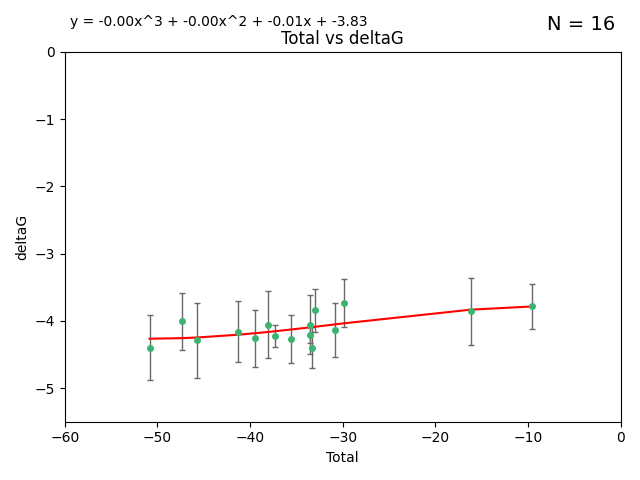 y = -0.00x^3 + -0.00x^2 + -0.01x + -3.83
N = 16
Total vs deltaG
0
−1
−2
−3
−4
−5
deltaG
−60
−50
−40
−30
−20
−10
0
Total